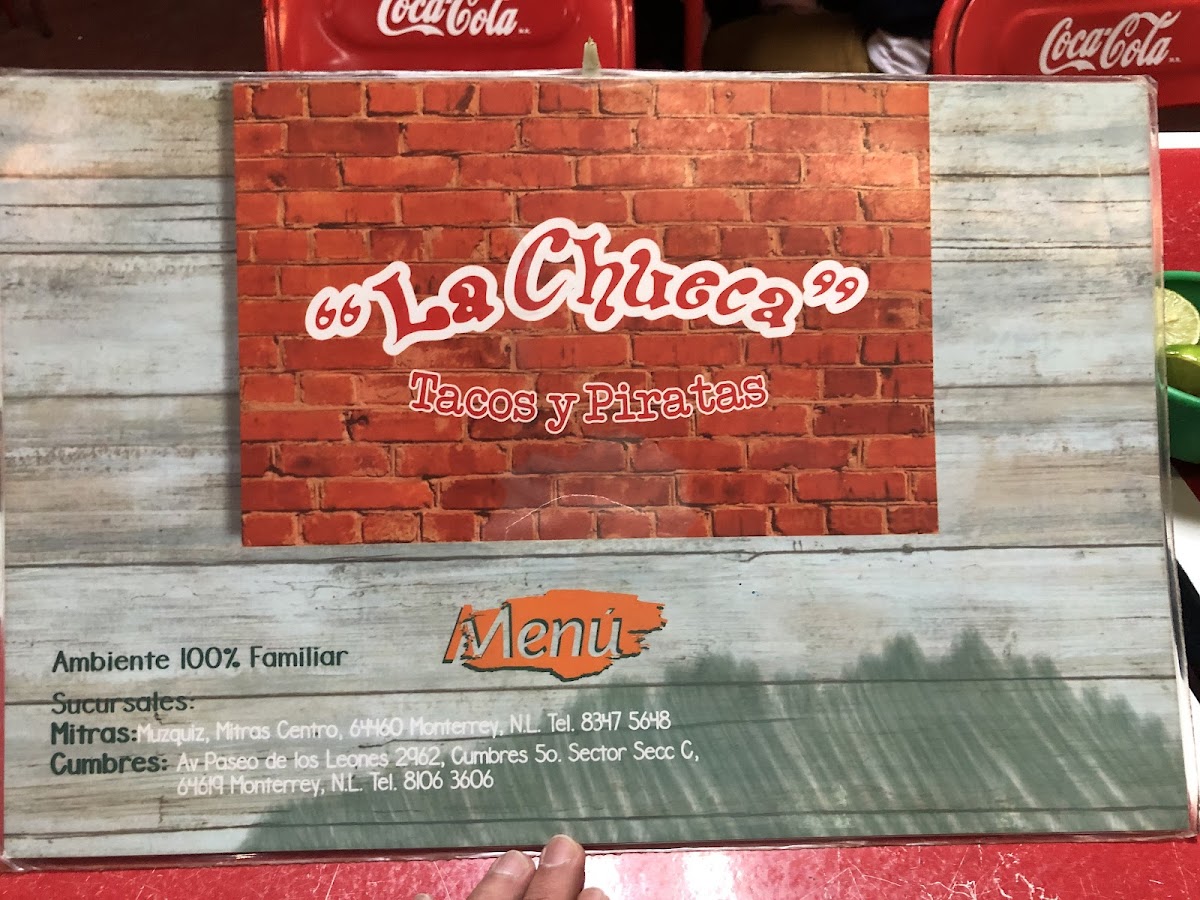 Coca-Cola
Coca-Cola
“La Chueca”
Tacos y Piratas
Menú
Ambiente 100% Familiar
Sucursales:
Mitras: Muzquiz, Mitras Centro, 64460 Monterrey, N.L. Tel. 8347 5648
Cumbres: Av Paseo de los Leones 2962, Cumbres 5o. Sector Secc C,
64619 Monterrey, N.L. Tel. 8106 3606